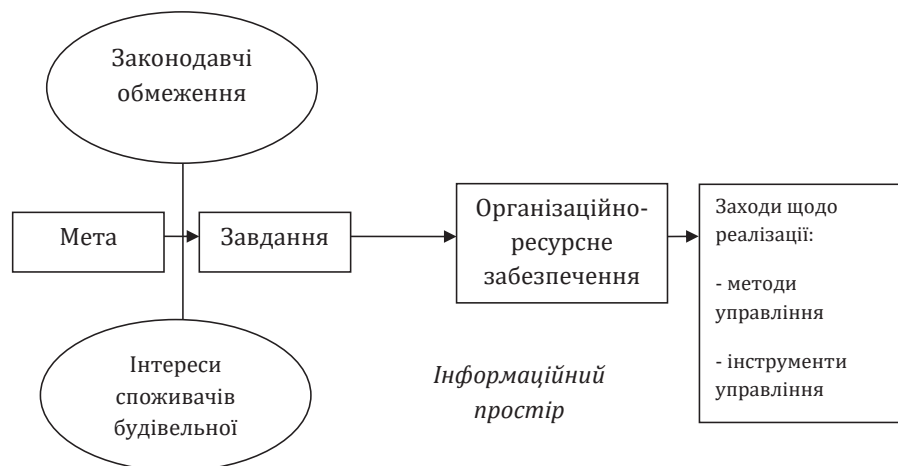 Законодавчі
обмеження
Мета
Завдання
Організаційно-
ресурсне
забезпечення
Заходи щодо
реалізації:
- методи
управління
- інструменти
управління
Інтереси
споживачів
будівельної
Інформаційний
простір